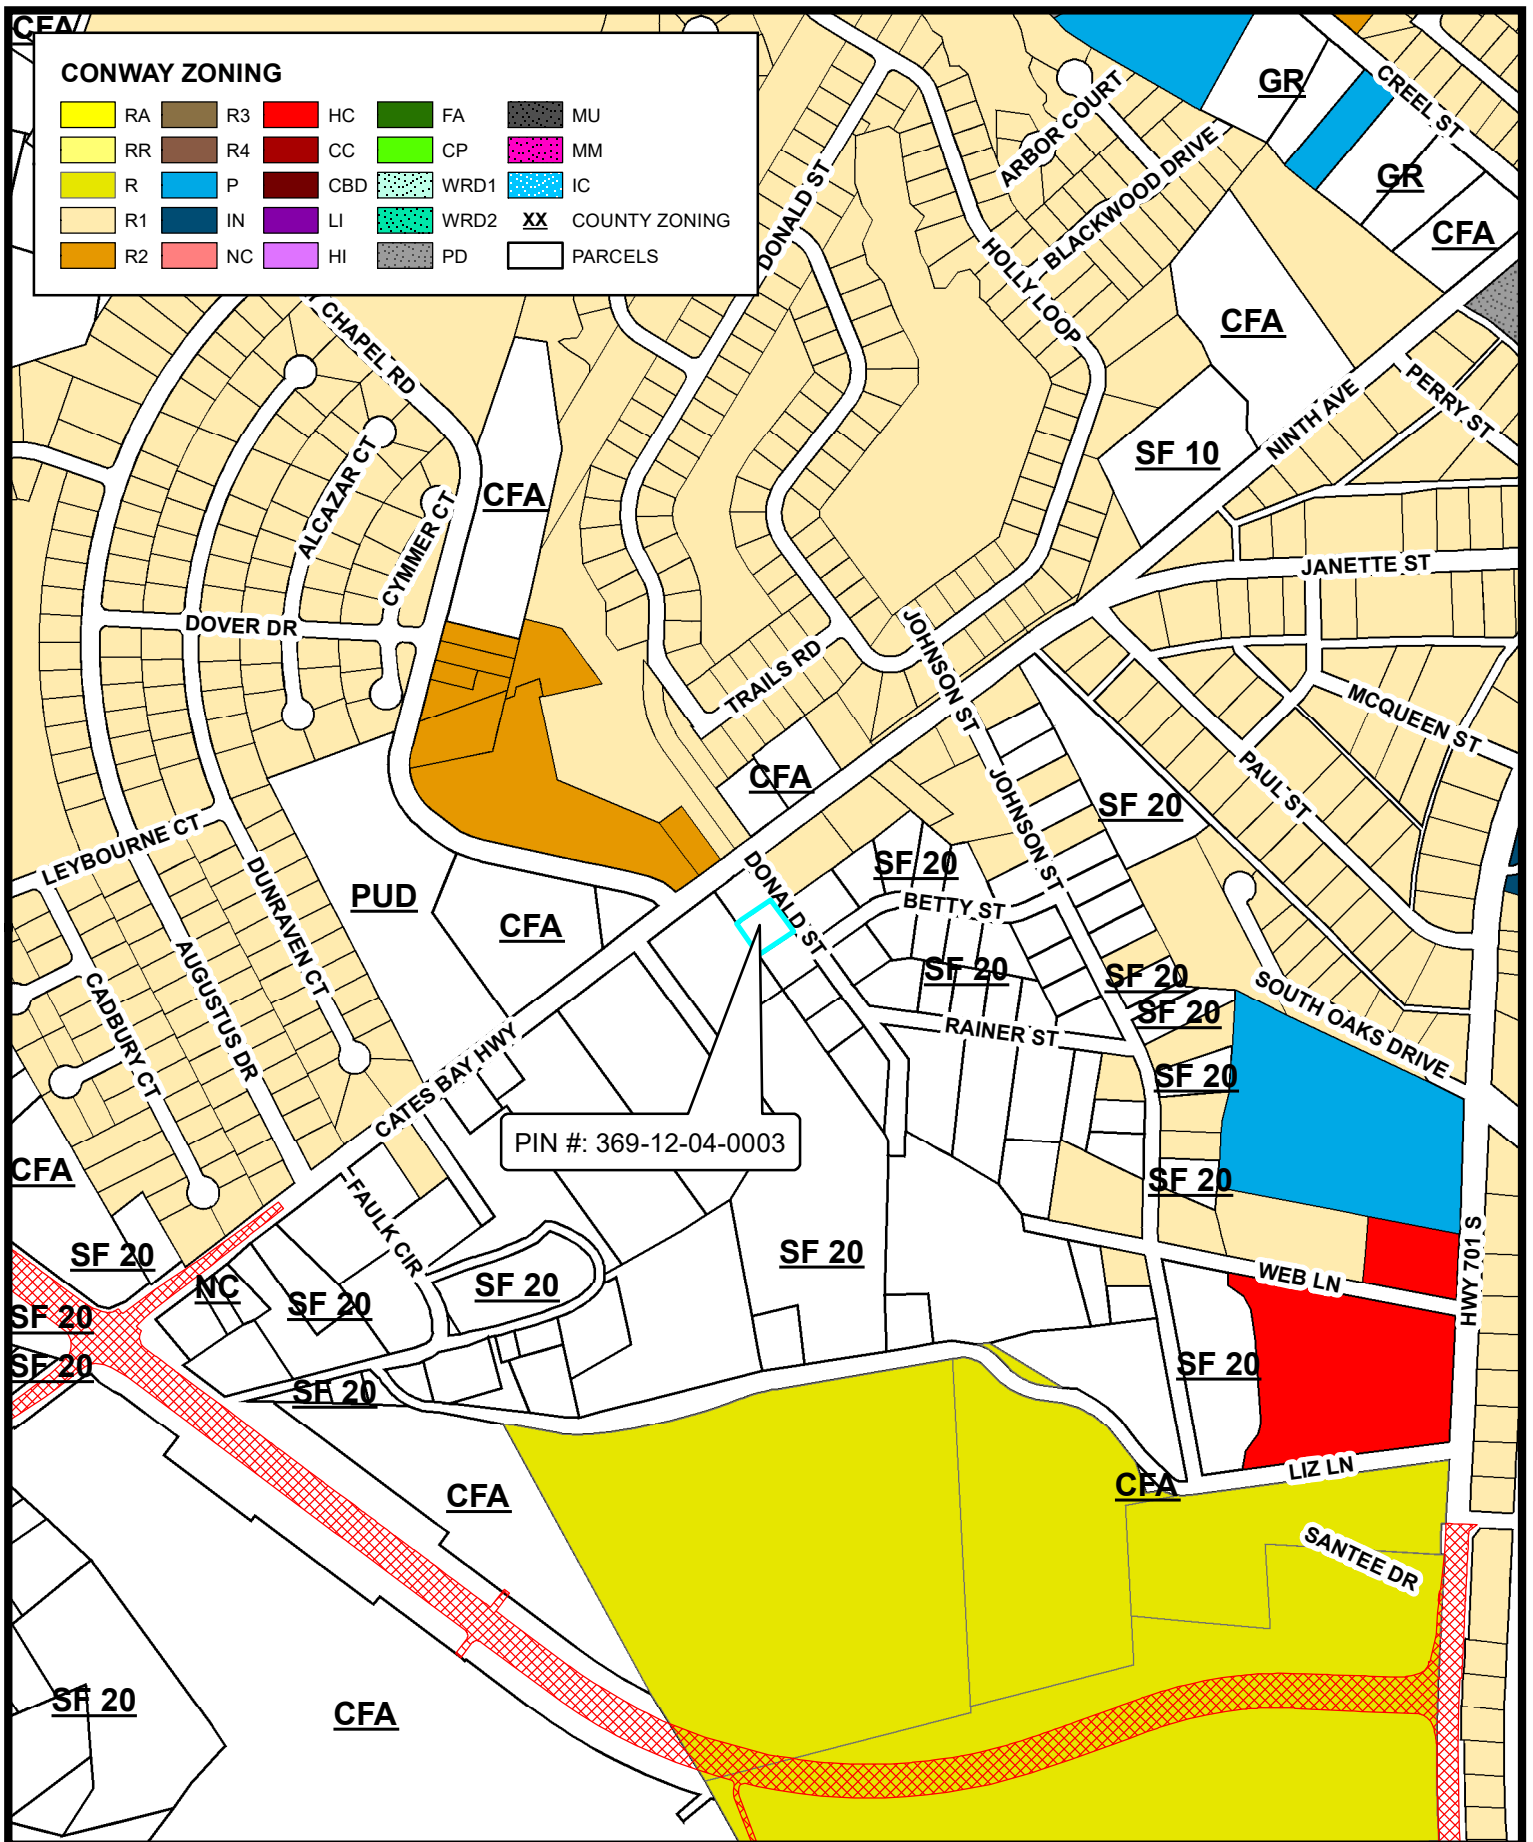 CFA
CONWAY ZONING
RA R3 HC FA MU
RR R4 CC CP MM
R P CBD WRD1 IC
R1 IN LI WRD2 XX COUNTY ZONING
R2 NC HI PD PARCELS
GR
CREEL ST
ARBOR COURT
BLACKWOOD DRIVE
GR
DONALD ST
CFA
HOLLY LOOP
CFA
CHAPEL RD
PERRY ST
NINTH AVE
SF 10
ALCAZAR CT
CFA
CYMMER CT
JANETTE ST
DOVER DR
JOHNSON ST
TRAILS RD
MCQUEEN ST
CFA
PAUL ST
JOHNSON ST
SF 20
LEYBOURNE CT
DUNRAVEN CT
PUD
CFA
DONALD ST
SF 20
BETTY ST
AUGUSTUS DR
CADBURY CT
SF 20
SF 20
SF 20
SOUTH OAKS DRIVE
RAINER ST
CATES BAY HWY
SF 20
PIN #: 369-12-04-0003
CFA
SF 20
FAULK CIR
SF 20
SF 20
NC
SF 20
SF 20
WEB LN
HWY 701 S
SF 20
SF 20
SF 20
SF 20
LIZ LN
CFA
CFA
SANTEE DR
SF 20
CFA